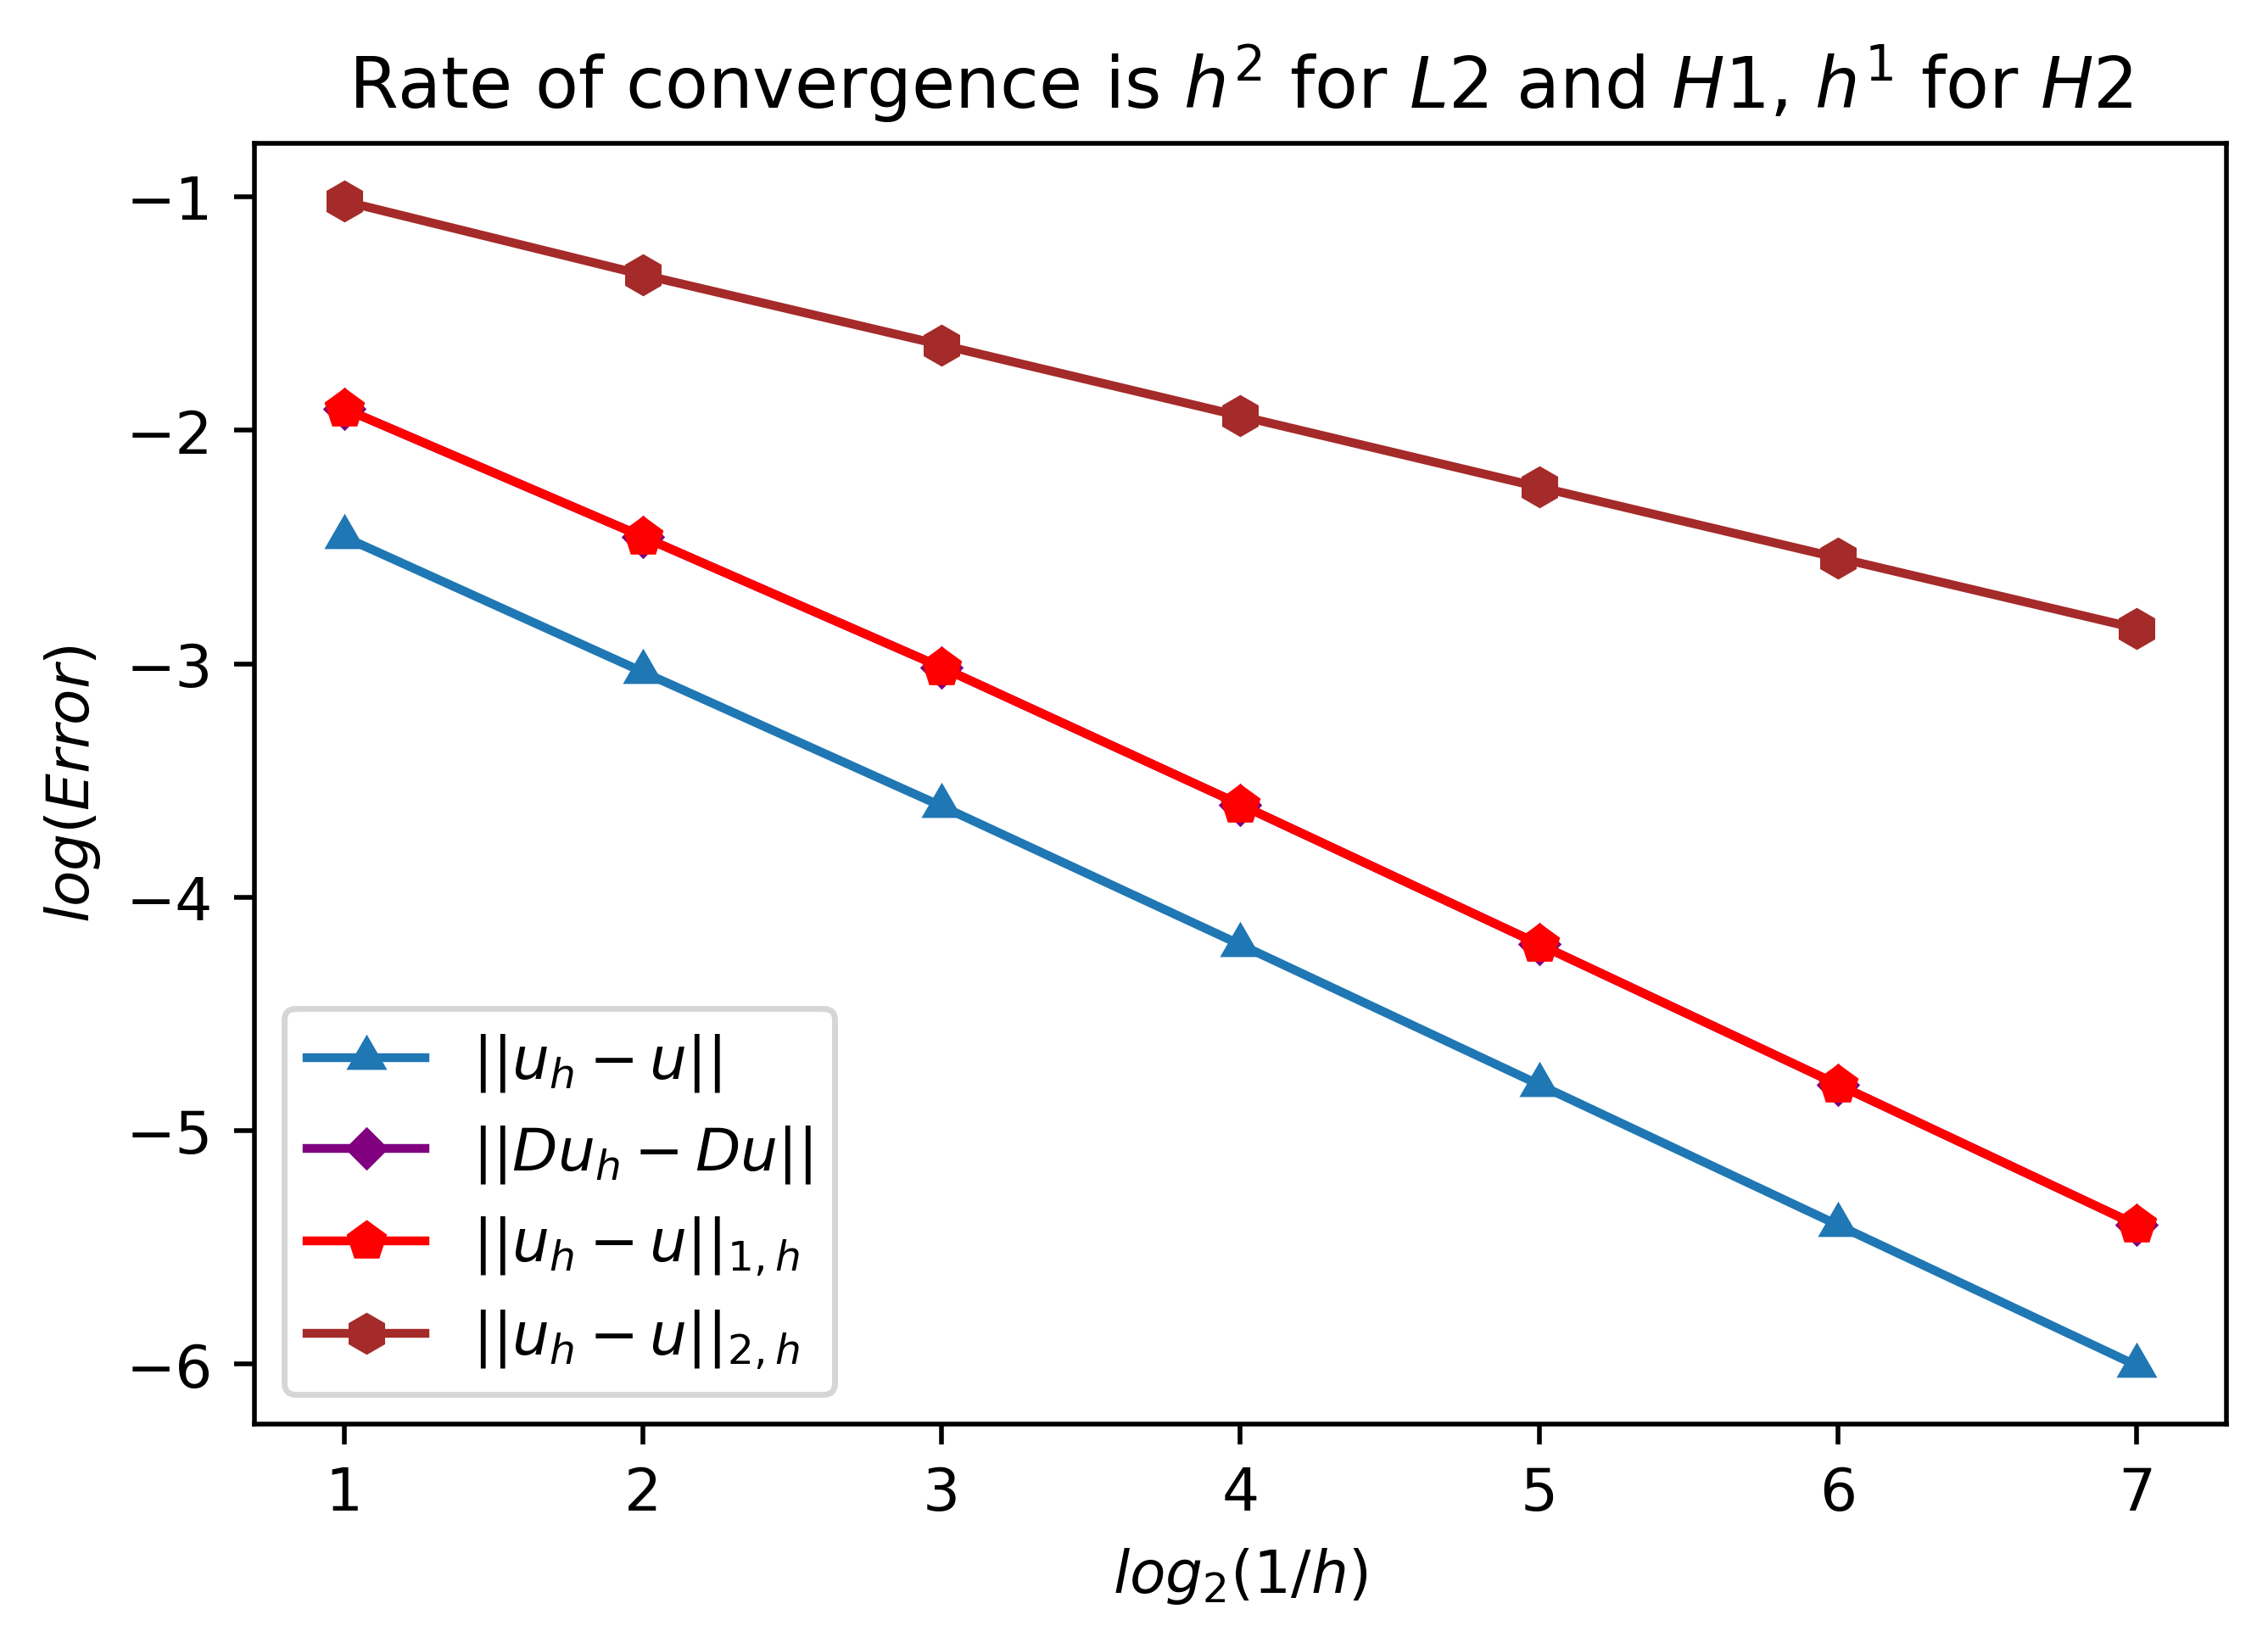 Rate of convergence is $h^2$ for $L2$ and $H1$, $h^1$ for $H2$
−1
−2
−3
−4
−5
−6
$log(Error)$
$||u_h − u||$
$||Du_h − Du||$
$||u_h − u||_{1,h}$
$||u_h − u||_{2,h}$
1 2 3 4 5 6 7
$log_2(1/h)$